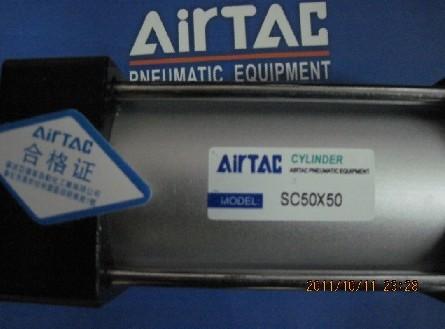 AirTAC
PNEUMATIC EQUIPMENT
AirTAC
合格证
AirTAC CYLINDER
AIRTAC PNEUMATIC EQUIPMENT
MODEL: SC50X50
2011/10/11 23:28